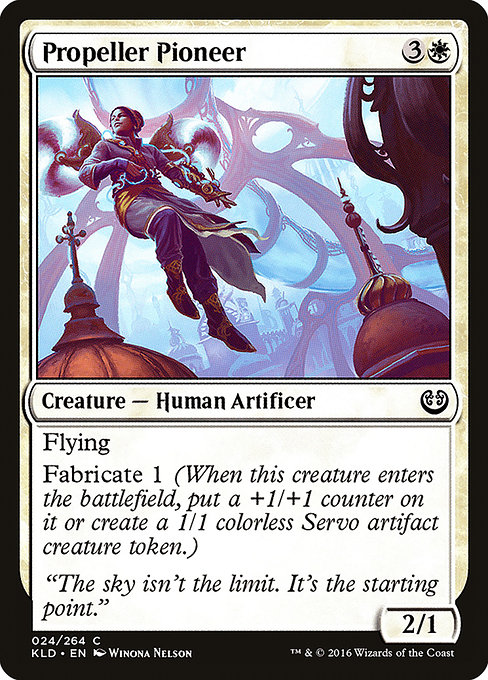 Propeller Pioneer 3
Creature — Human Artificer
Flying
Fabricate 1 (When this creature enters
the battlefield, put a +1/+1 counter on
it or create a 1/1 colorless Servo artifact
creature token.)
“The sky isn’t the limit. It’s the starting
point.”
2/1
024/264 C
KLD • EN Winona Nelson
™ & © 2016 Wizards of the Coast